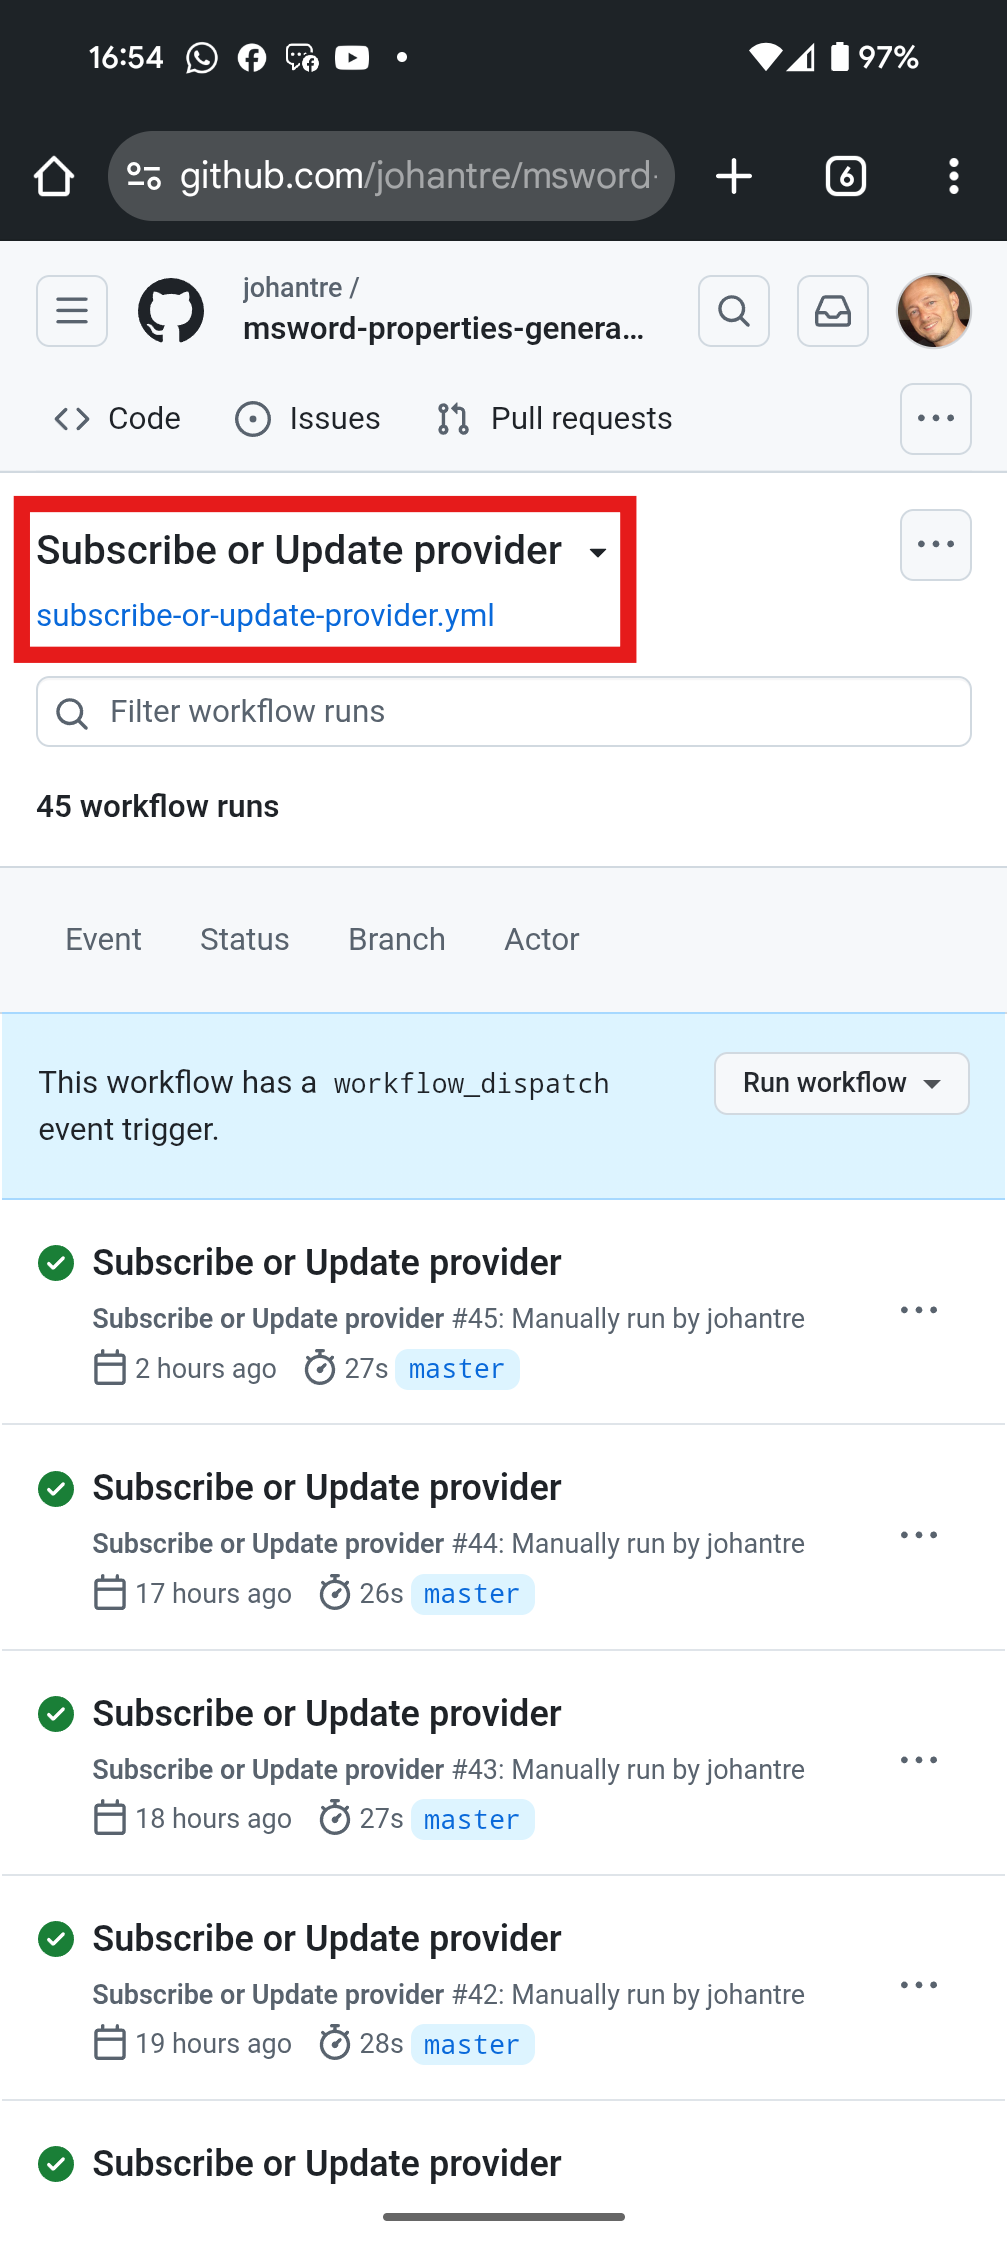 16:54
97%
github.com/johantre/msword-
6
johantre /
msword-properties-genera...
Code Issues Pull requests
Subscribe or Update provider
subscribe-or-update-provider.yml
Filter workflow runs
45 workflow runs
Event Status Branch Actor
This workflow has a workflow_dispatch
event trigger.
Run workflow
Subscribe or Update provider
Subscribe or Update provider #45: Manually run by johantre
2 hours ago 27s master
Subscribe or Update provider
Subscribe or Update provider #44: Manually run by johantre
17 hours ago 26s master
Subscribe or Update provider
Subscribe or Update provider #43: Manually run by johantre
18 hours ago 27s master
Subscribe or Update provider
Subscribe or Update provider #42: Manually run by johantre
19 hours ago 28s master
Subscribe or Update provider